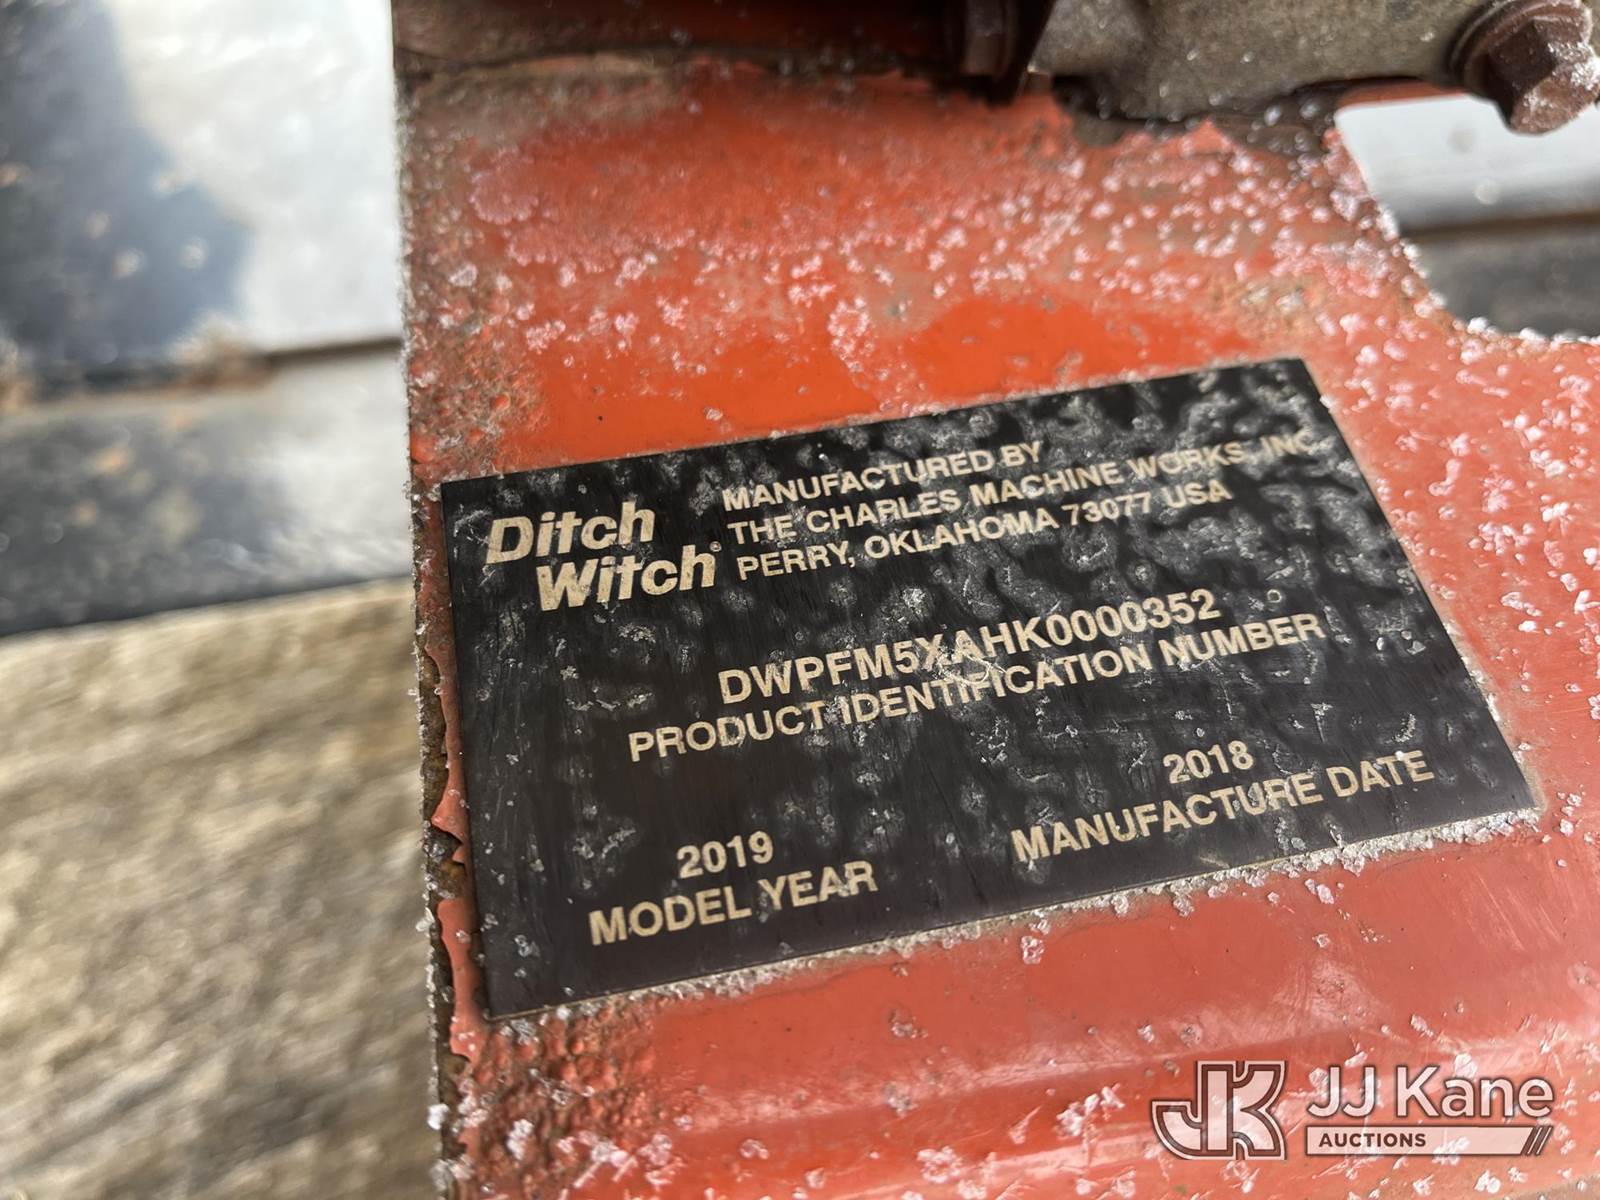 Ditch
Witch®
MANUFACTURED BY
THE CHARLES MACHINE WORKS, INC.
PERRY, OKLAHOMA 73077 USA
DWPFM5XAHK0000352
PRODUCT IDENTIFICATION NUMBER
2019
MODEL YEAR
2018
MANUFACTURE DATE
JK
JJ Kane
AUCTIONS